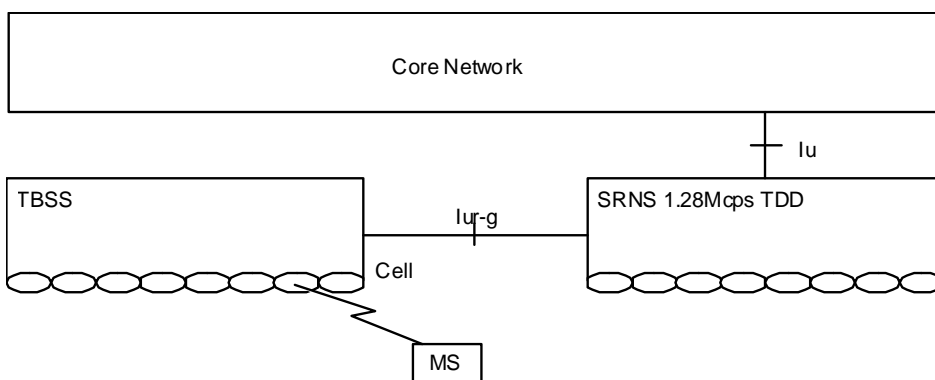 Core Network
Iu
TBSS
SRNS 1.28Mcps TDD
Iur-g
Cell
MS